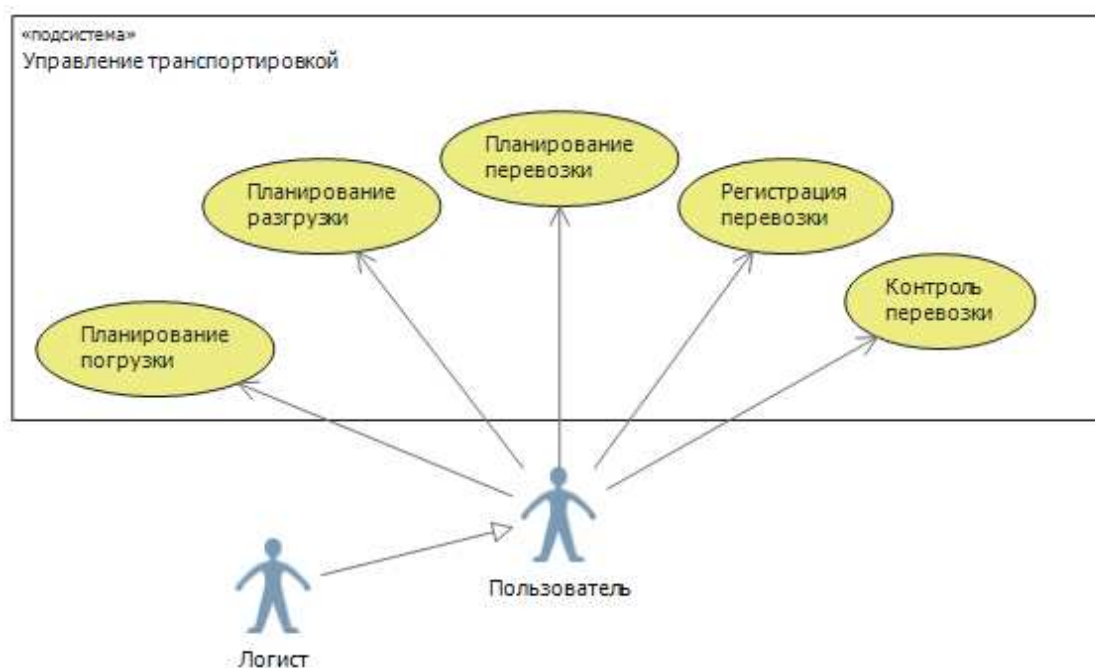 «подсистема»
Управление транспортировкой
Планирование
перевозки
Планирование
разгрузки
Регистрация
перевозки
Контроль
перевозки
Планирование
погрузки
Пользователь
Логист